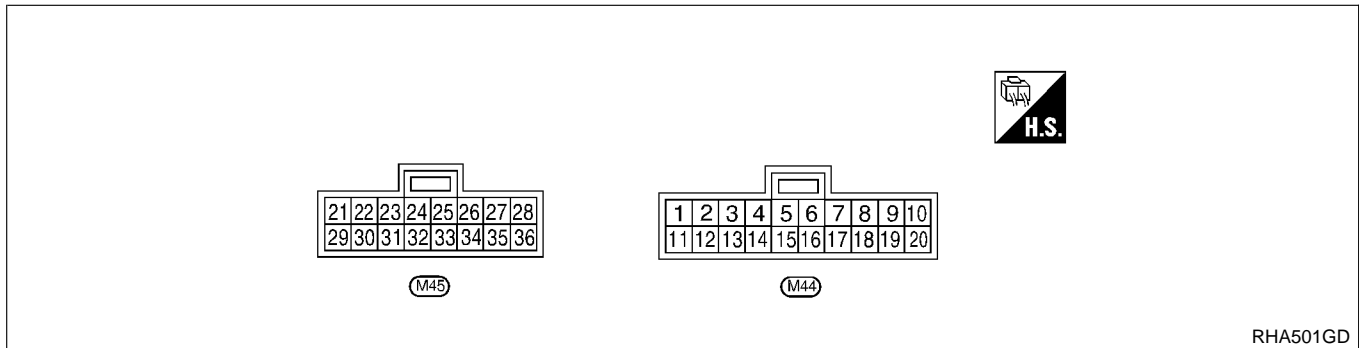 H.S.
21 22 23 24 25 26 27 28
29 30 31 32 33 34 35 36
M45
1 2 3 4 5 6 7 8 9 10
11 12 13 14 15 16 17 18 19 20
M44
RHA501GD